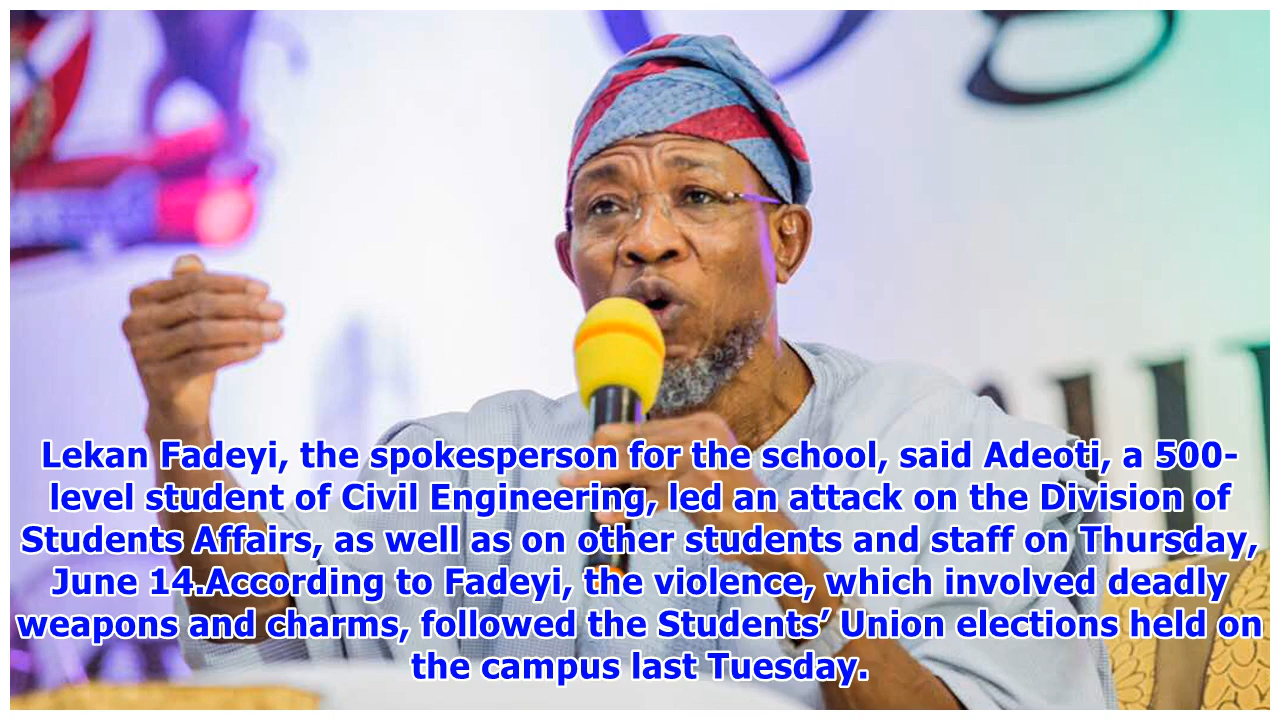 Lekan Fadeyi, the spokesperson for the school, said Adeoti, a 500-
level student of Civil Engineering, led an attack on the Division of
Students Affairs, as well as on other students and staff on Thursday,
June 14.According to Fadeyi, the violence, which involved deadly
weapons and charms, followed the Students’ Union elections held on
the campus last Tuesday.